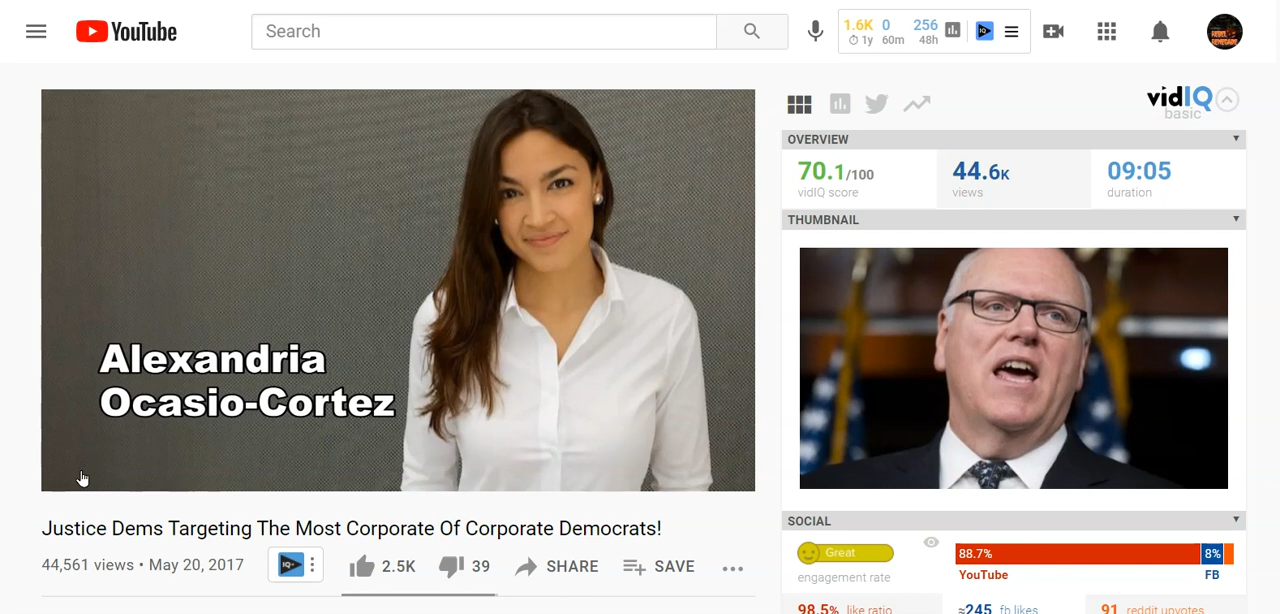 YouTube
Search
1.6K 0 256
1y 60m 48h
Alexandria
Ocasio-Cortez
Justice Dems Targeting The Most Corporate Of Corporate Democrats!
44,561 views • May 20, 2017
IQ
2.5K 39 SHARE SAVE
vidIQ
basic
OVERVIEW
70.1/100 44.6K 09:05
vidIQ score views duration
THUMBNAIL
SOCIAL
Great
88.7% 8%
engagement rate YouTube FB
98.5% like ratio ≈245 fb likes 91 reddit upvotes